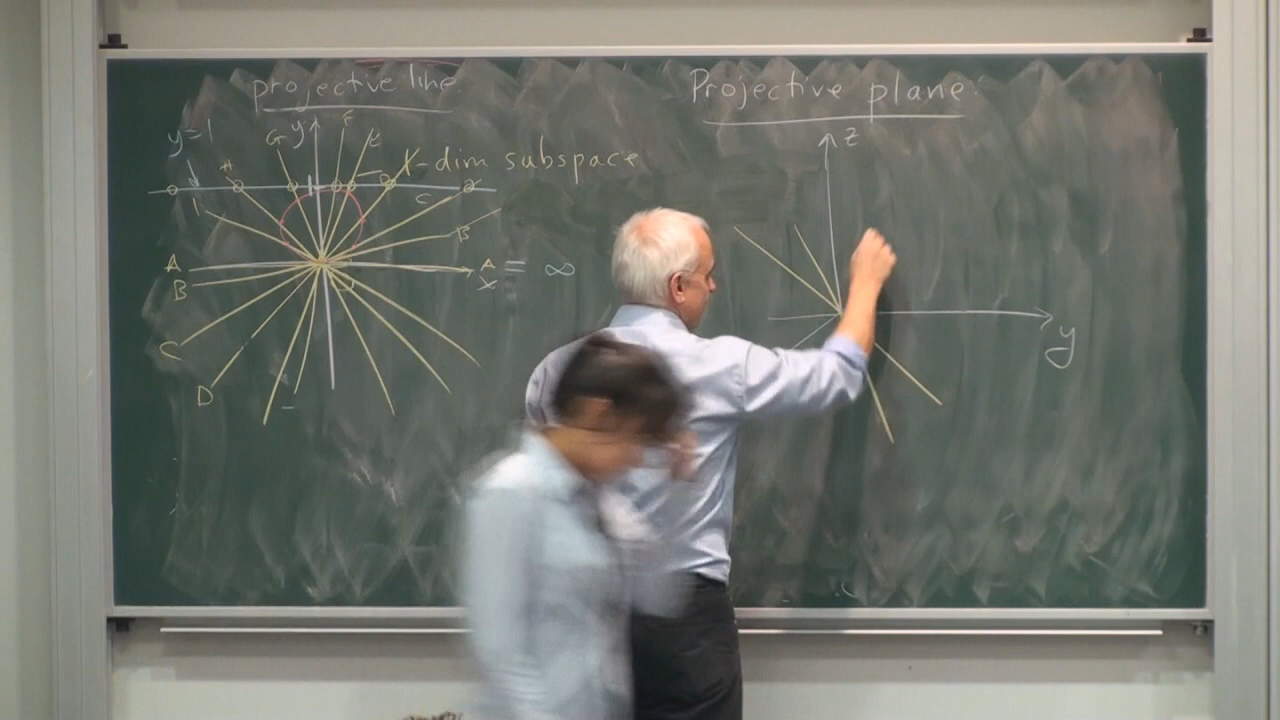 projective line
Projective plane
y=1
G y F E
H
1-dim subspace
C
B
A
A = ∞
B
x
C
D
z
y